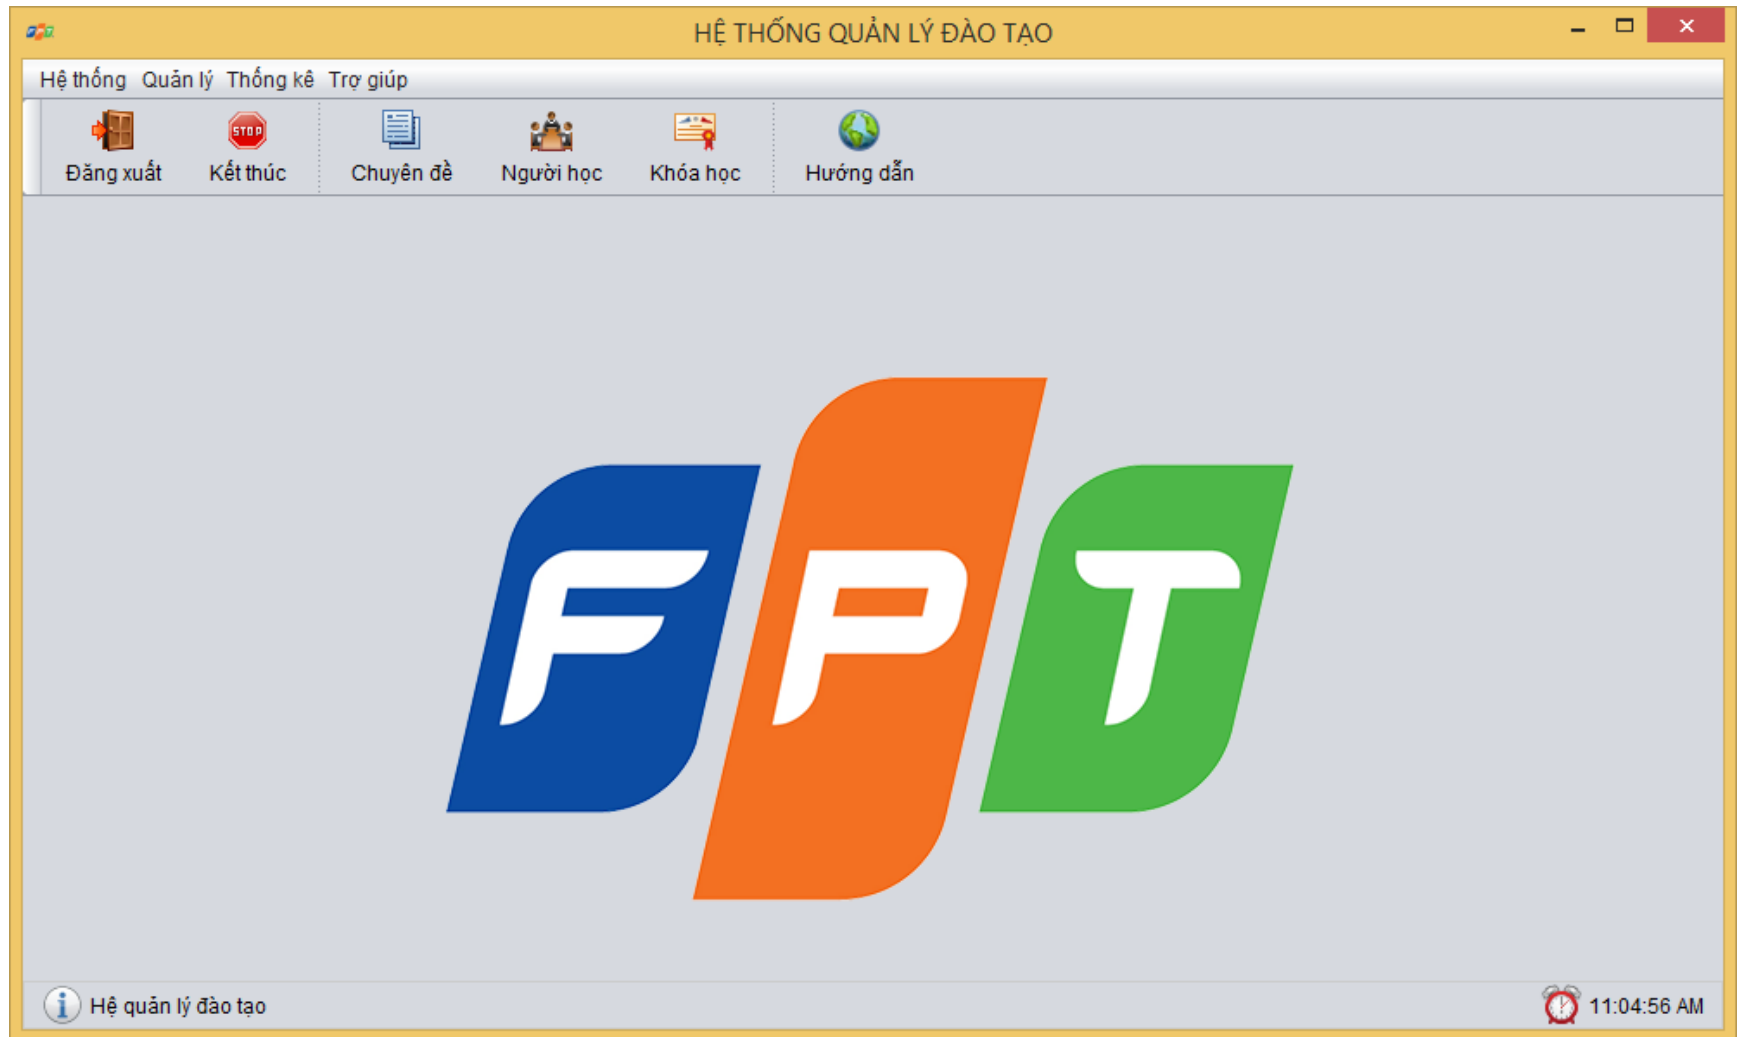 HỆ THỐNG QUẢN LÝ ĐÀO TẠO
Hệ thống Quản lý Thống kê Trợ giúp
STOP
Đăng xuất Kết thúc Chuyên đề Người học Khóa học Hướng dẫn
FPT
Hệ quản lý đào tạo 11:04:56 AM